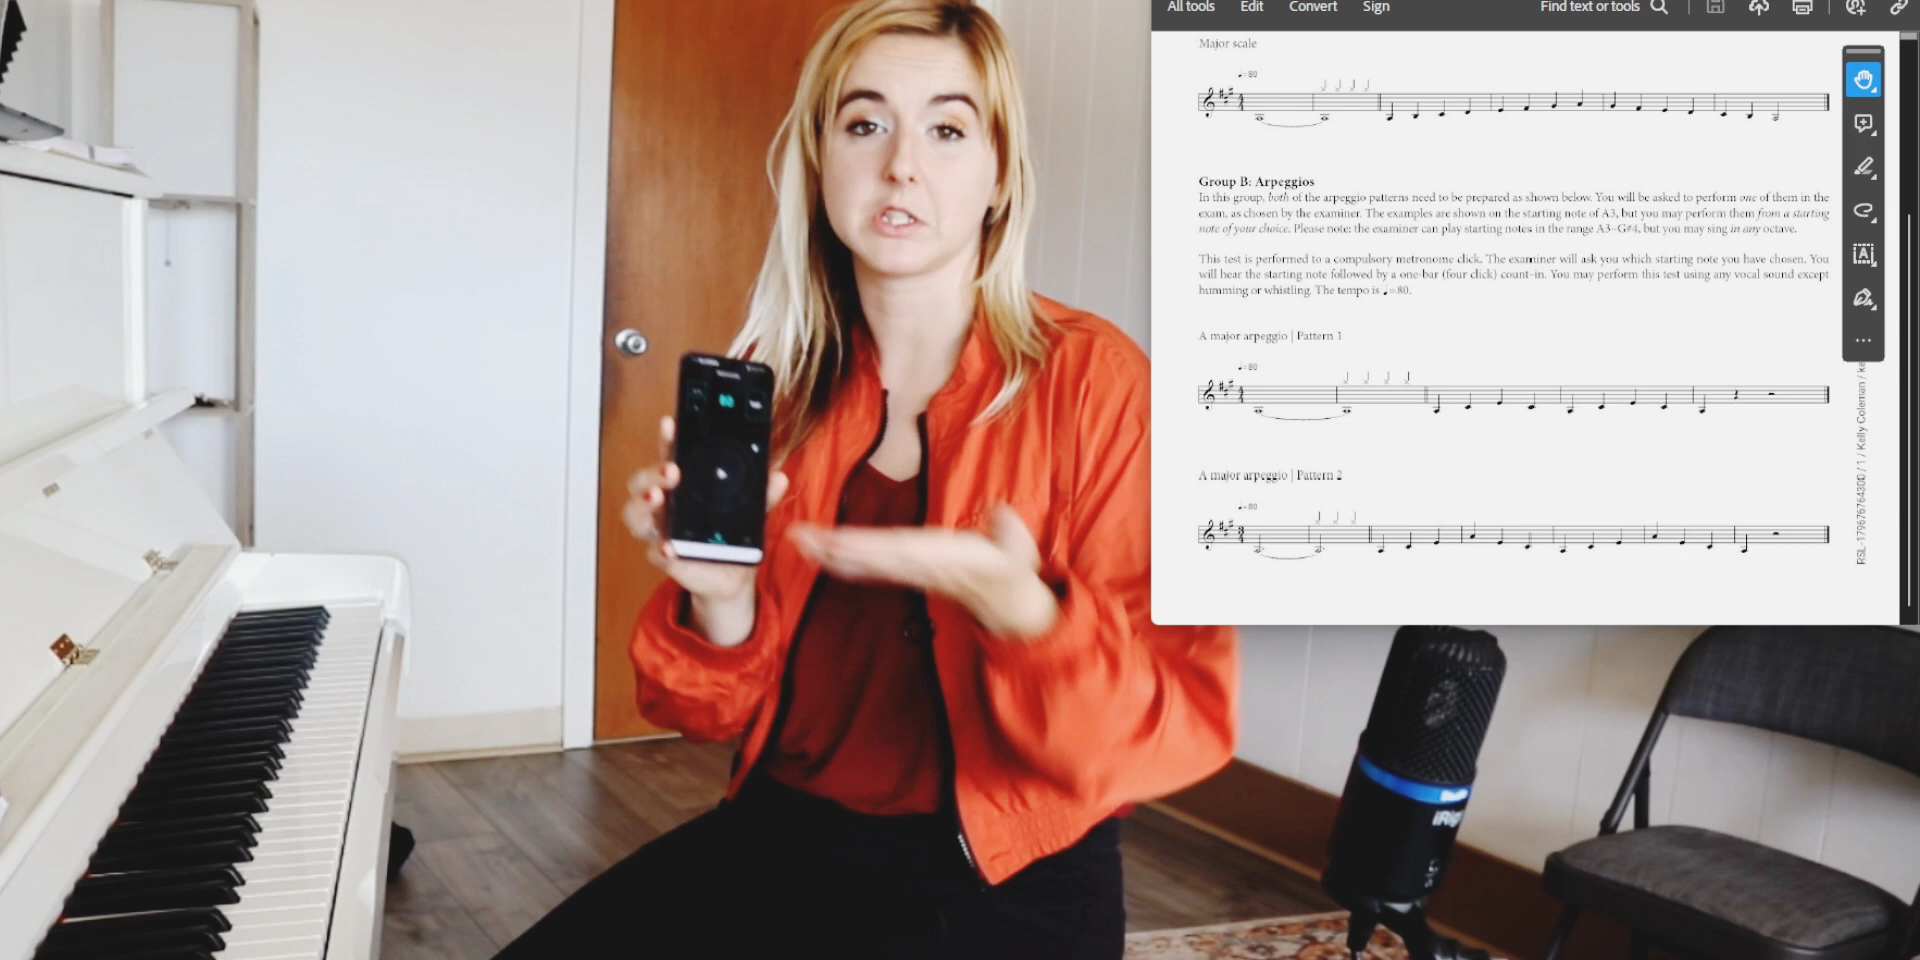 All tools Edit Convert Sign Find text or tools
Major scale
♩=80
Group B: Arpeggios
In this group, both of the arpeggio patterns need to be prepared as shown below. You will be asked to perform one of them in the
exam, as chosen by the examiner. The examples are shown on the starting note of A3, but you may perform them from a starting
note of your choice. Please note: the examiner can play starting notes in the range A3–G#4, but you may sing in any octave.
This test is performed to a compulsory metronome click. The examiner will ask you which starting note you have chosen. You
will hear the starting note followed by a one-bar (four click) count-in. You may perform this test using any vocal sound except
humming or whistling. The tempo is ♩=80.
A major arpeggio | Pattern 1
♩=80
A major arpeggio | Pattern 2
♩=80
/ Kelly Coleman /